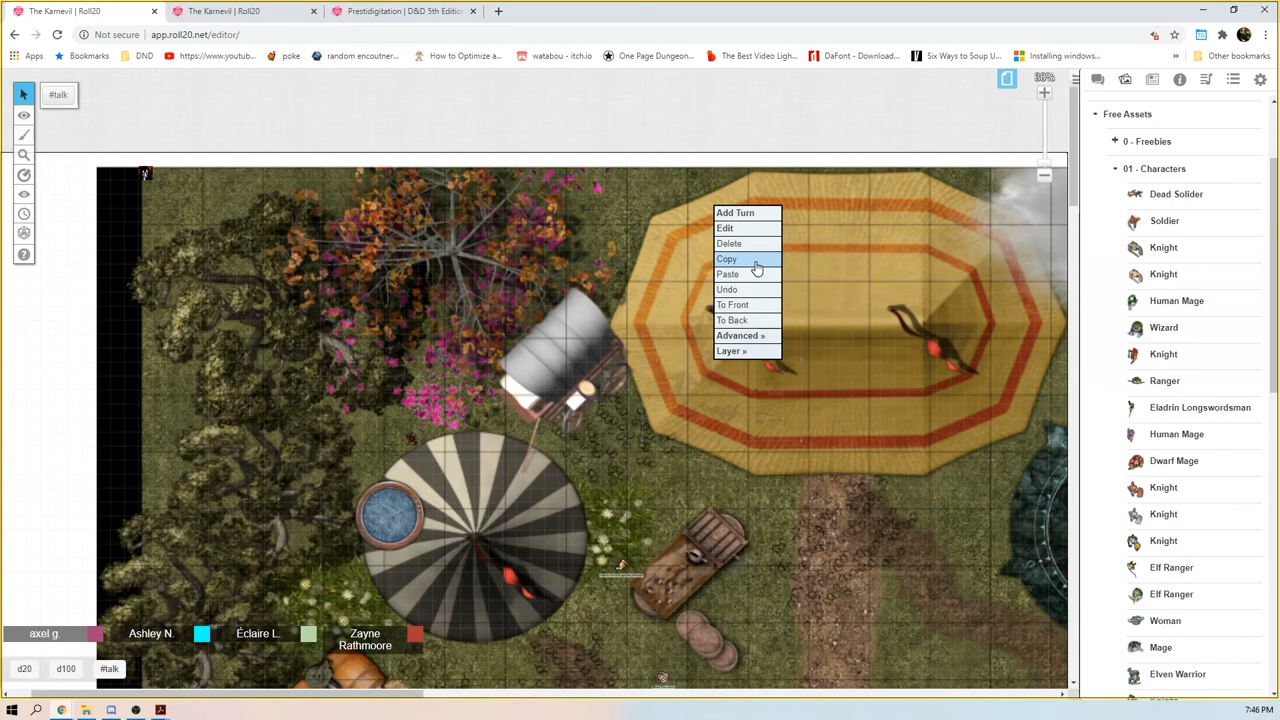 The Karnevil | Roll20
The Karnevil | Roll20
Prestidigitation | D&D 5th Edition
Not secure | app.roll20.net/editor/
Apps
Bookmarks
DND
https://www.youtub...
poke
random encoutner...
How to Optimize a...
watabou - itch.io
One Page Dungeon...
The Best Video Ligh...
DaFont - Download...
Six Ways to Soup U...
Installing windows...
»
Other bookmarks
#talk
38%
Free Assets
0 - Freebies
01 - Characters
Dead Solider
Soldier
Knight
Knight
Human Mage
Wizard
Knight
Ranger
Eladrin Longswordsman
Human Mage
Dwarf Mage
Knight
Knight
Knight
Elf Ranger
Elf Ranger
Woman
Mage
Elven Warrior
Knight
Add Turn
Edit
Delete
Copy
Paste
Undo
To Front
To Back
Advanced »
Layer »
axel g.
Ashley N.
Éclaire L.
Zayne
Rathmoore
d20
d100
#talk
7:46 PM